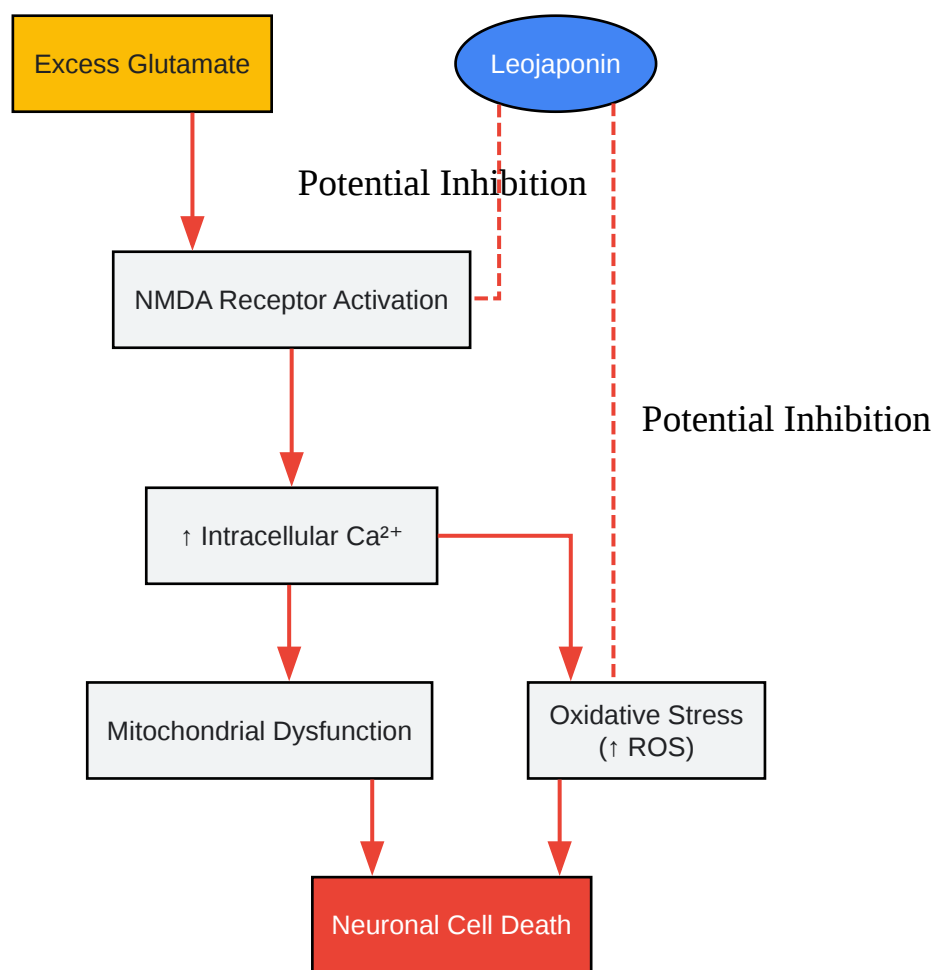 Excess Glutamate
Leojaponin
Potential Inhibition
NMDA Receptor Activation
Potential Inhibition
↑ Intracellular Ca²⁺
Mitochondrial Dysfunction
Oxidative Stress
(↑ ROS)
Neuronal Cell Death